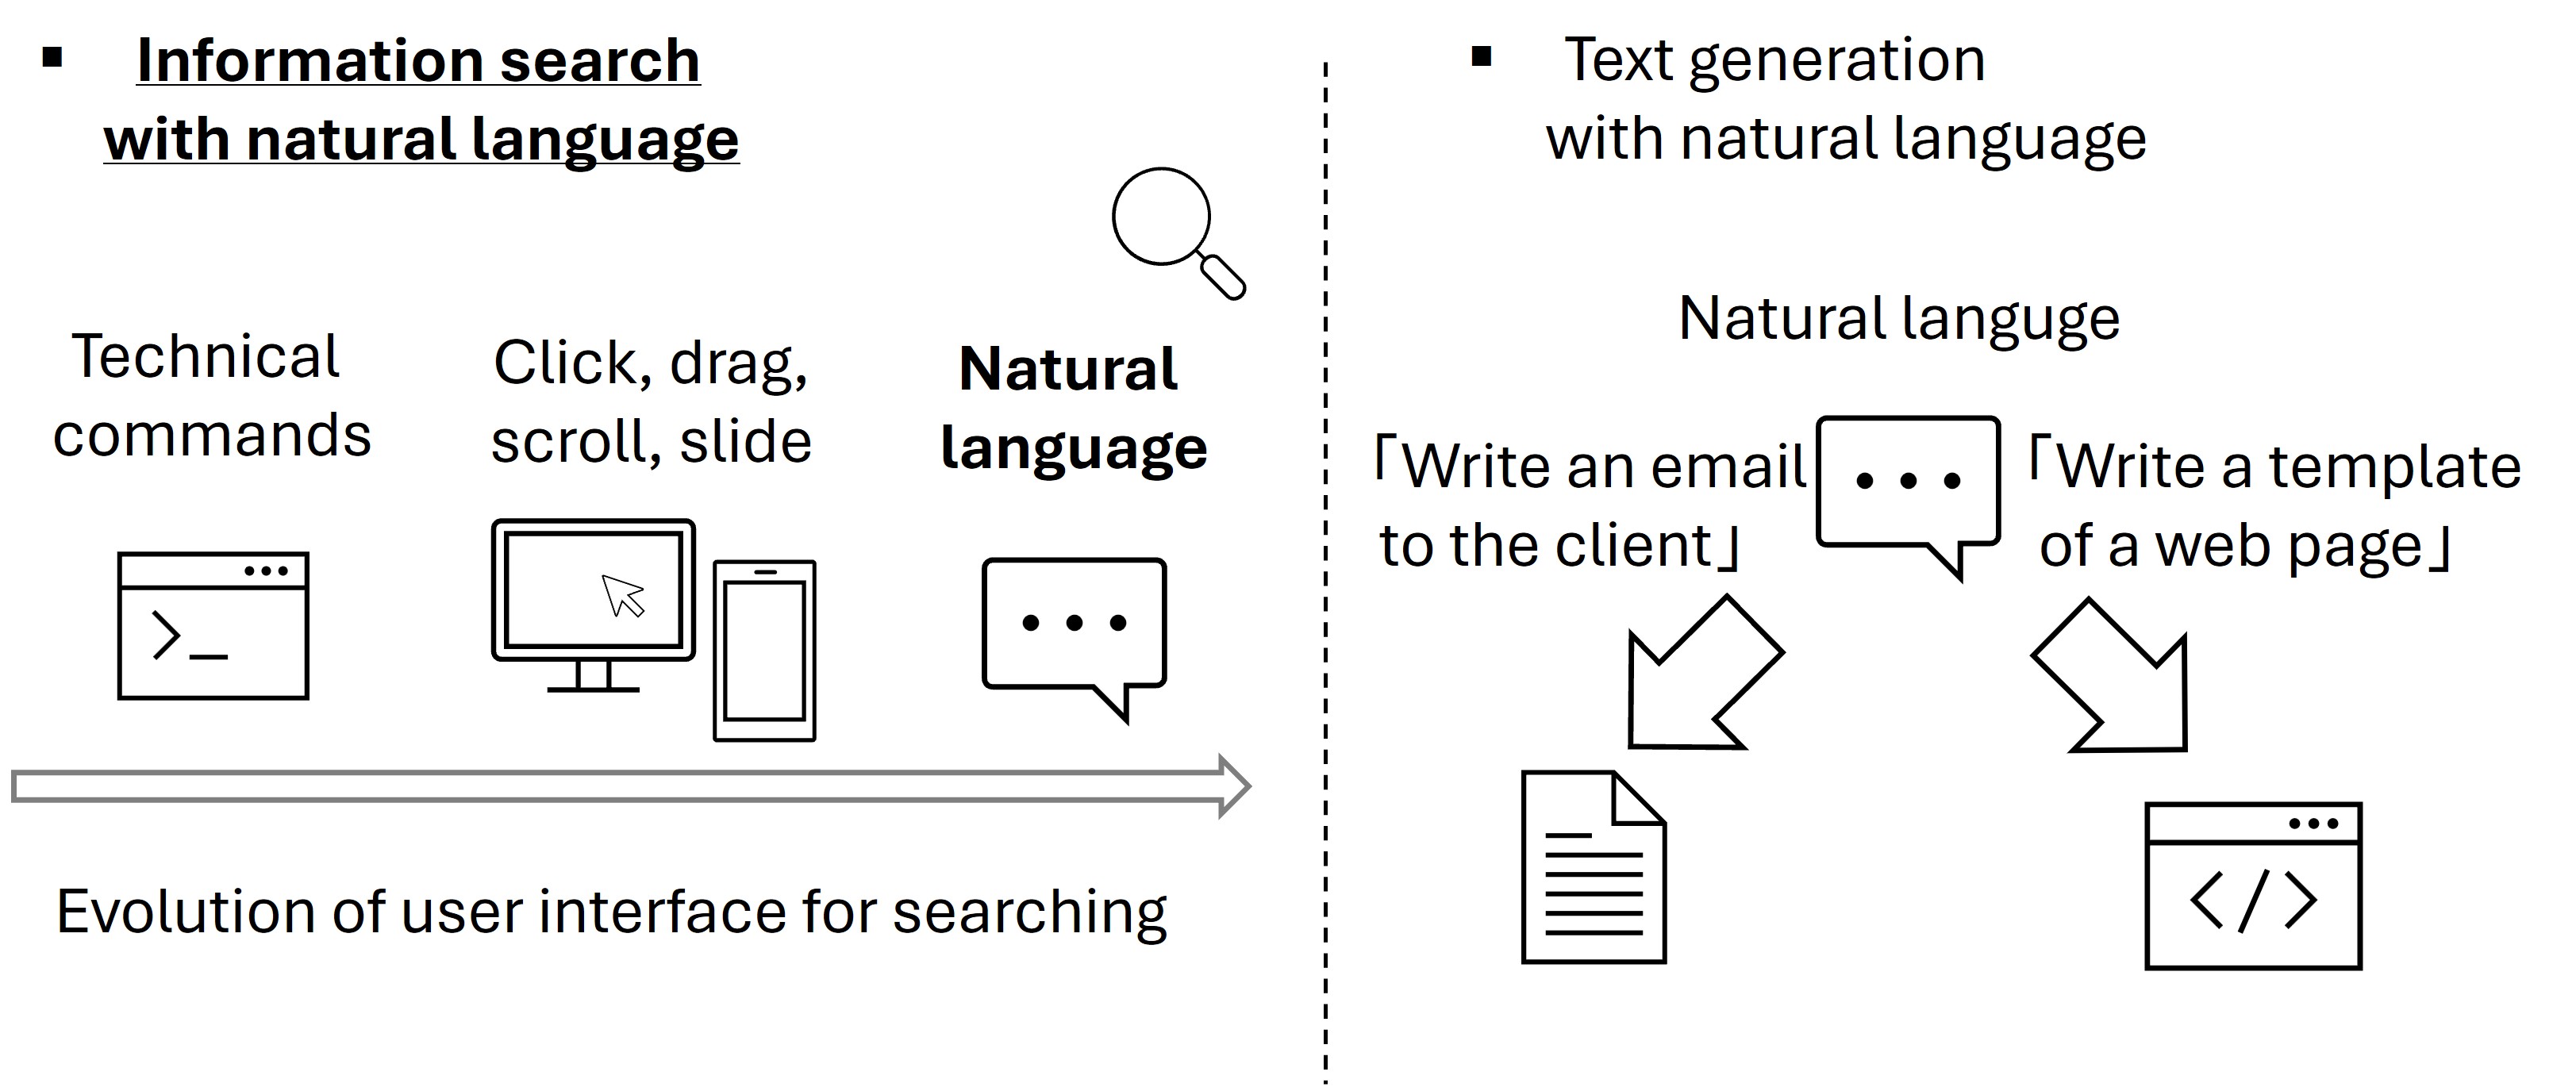 ▪ Information search
with natural language
Technical
commands
Click, drag,
scroll, slide
Natural
language
>_
Evolution of user interface for searching
▪ Text generation
with natural language
Natural languge
「Write an email
to the client」
「Write a template
of a web page」
</>